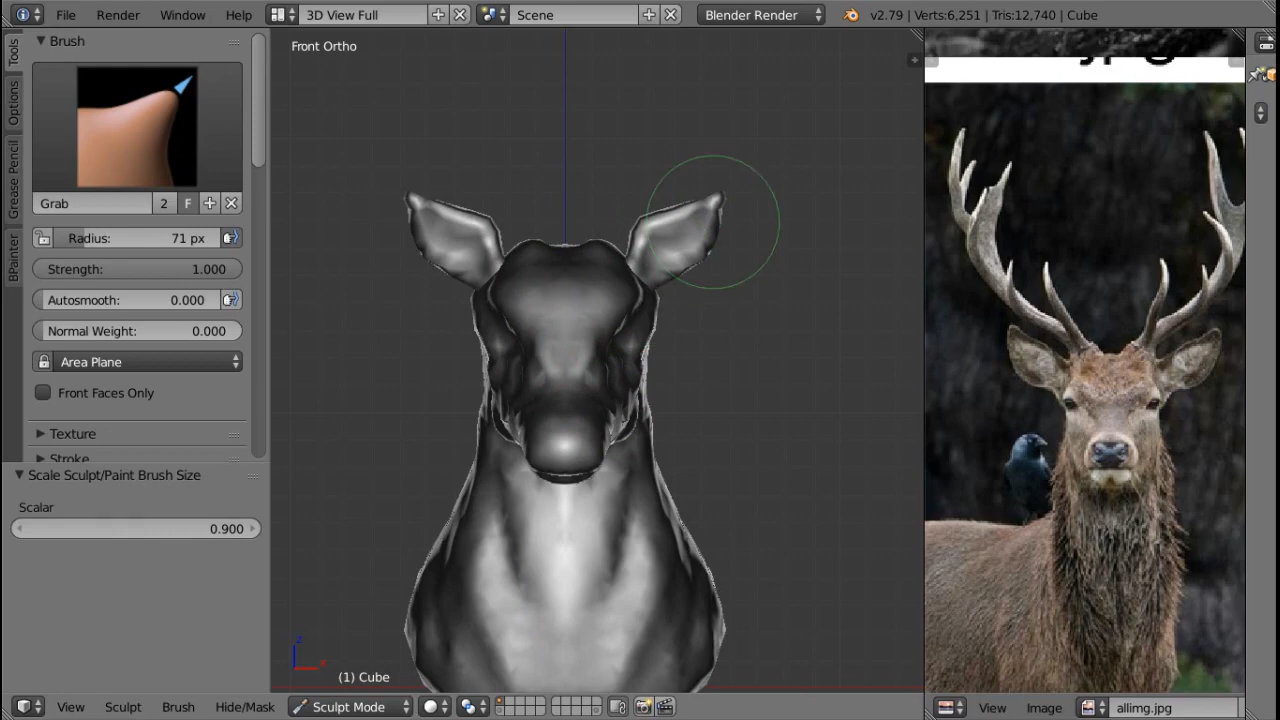 File Render Window Help 3D View Full Scene Blender Render v2.79 | Verts:6,251 | Tris:12,740 | Cube
Tools
Options
Grease Pencil
BPainter
Brush
Grab 2 F
Radius: 71 px
Strength: 1.000
Autosmooth: 0.000
Normal Weight: 0.000
Area Plane
Front Faces Only
Texture
Stroke
Scale Sculpt/Paint Brush Size
Scalar
0.900
Front Ortho
z
x
(1) Cube
View Sculpt Brush Hide/Mask Sculpt Mode
View Image allimg.jpg